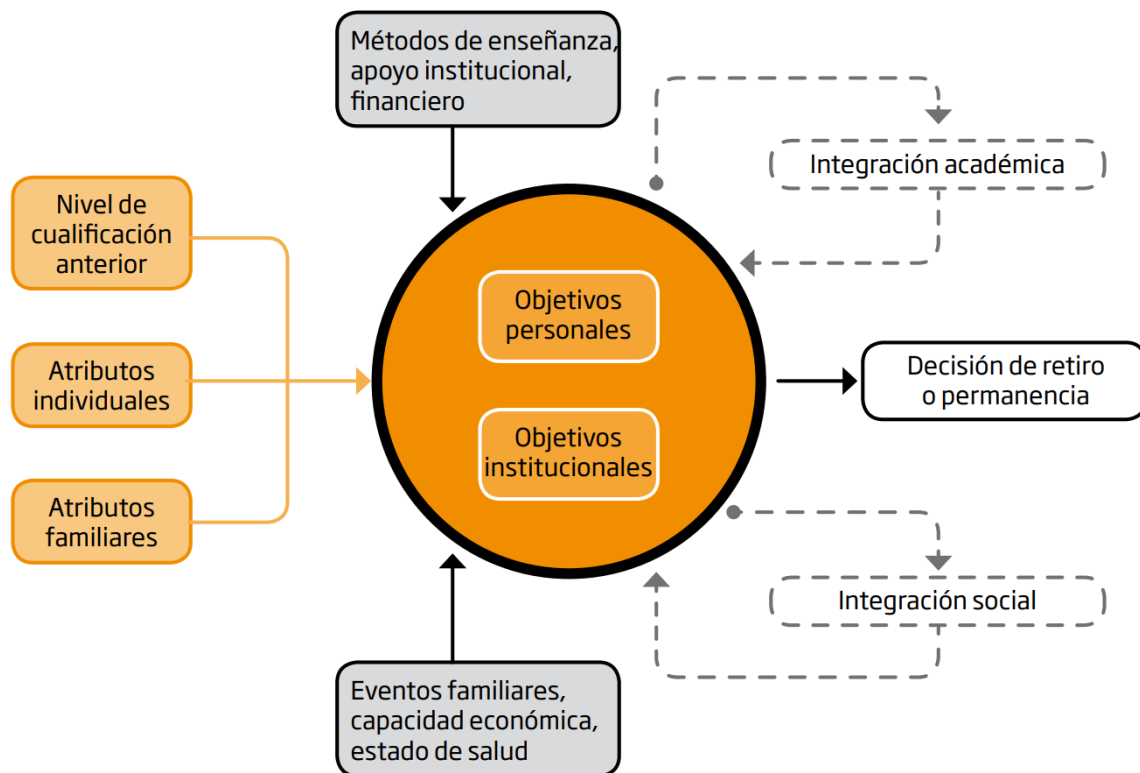 Métodos de enseñanza,
apoyo institucional,
financiero
Integración académica
Nivel de
cualificación
anterior
Objetivos
personales
Atributos
individuales
Decisión de retiro
o permanencia
Objetivos
institucionales
Atributos
familiares
Integración social
Eventos familiares,
capacidad económica,
estado de salud